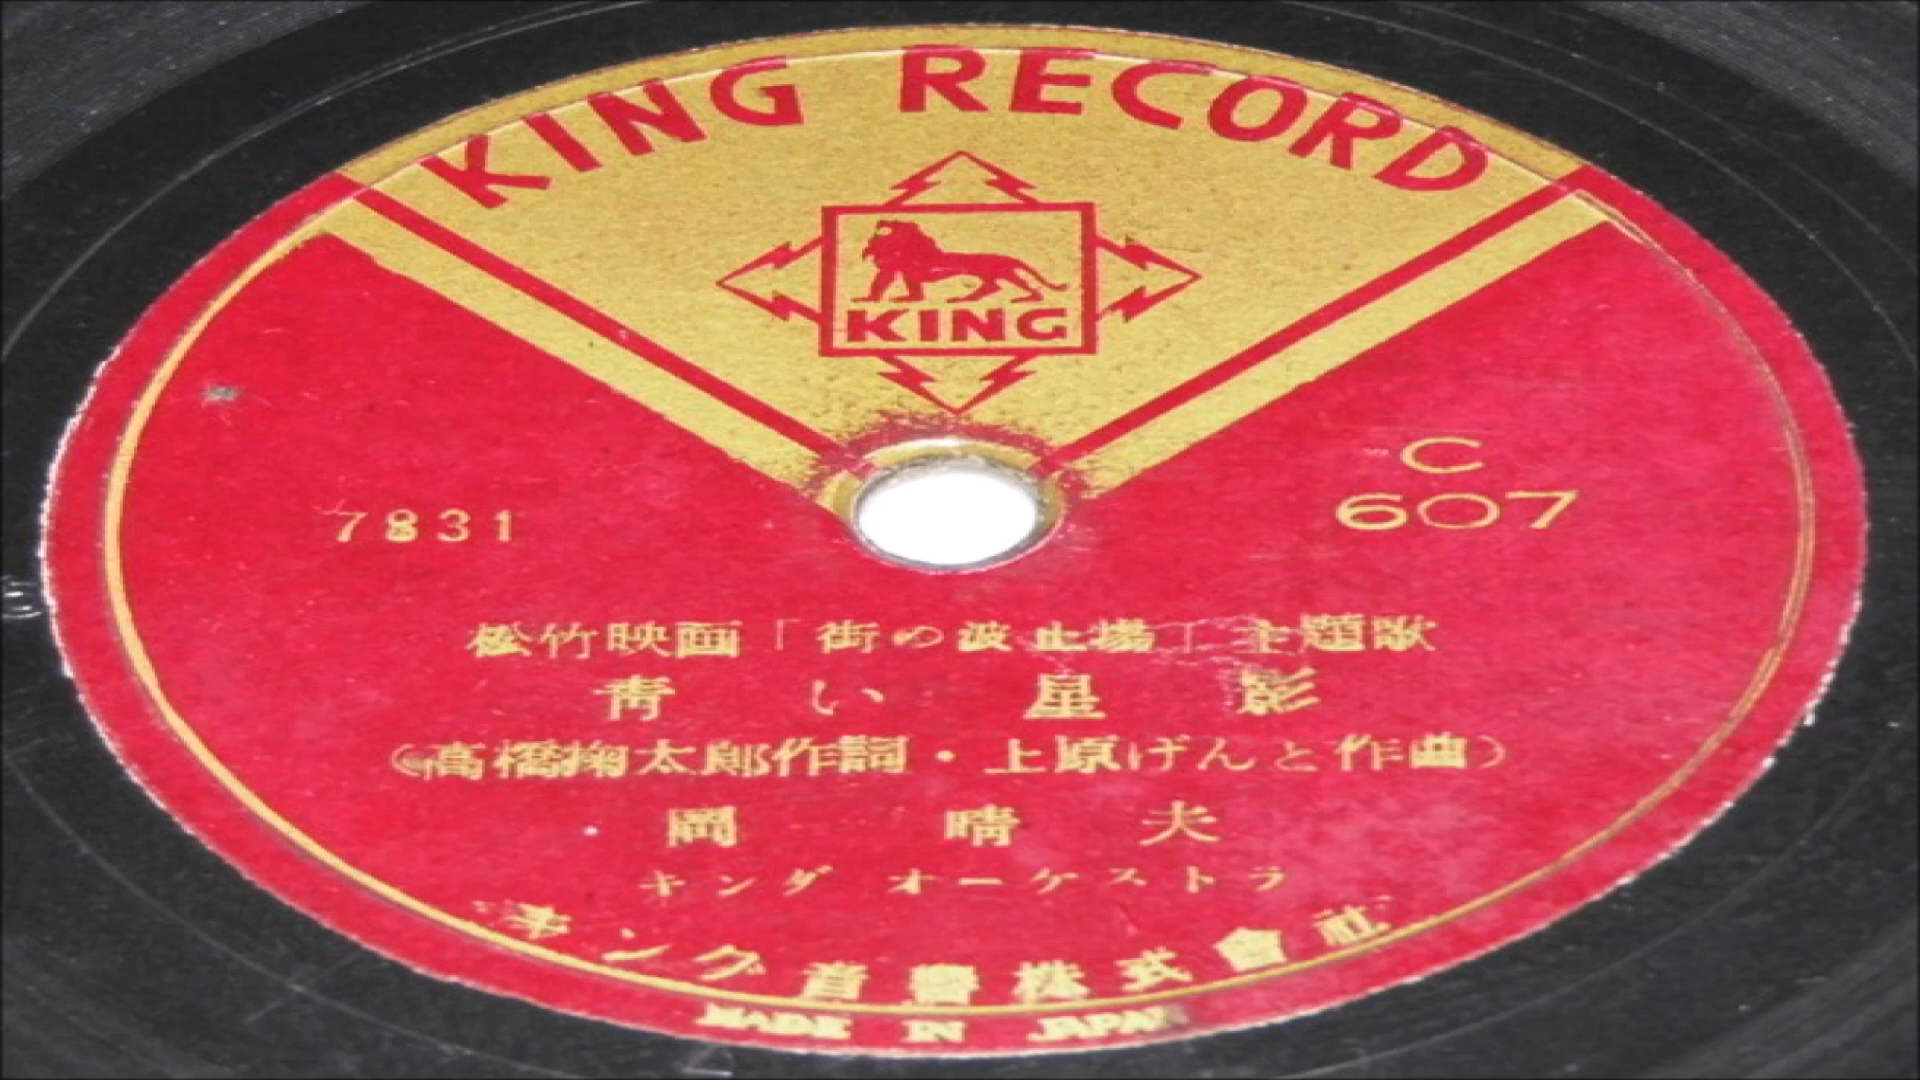 KING RECORD
KING
C
607
7831
松竹映画「街の波止場」主題歌
靑い星影
(高橋掬太郎作詞・上原げんと作曲)
岡晴夫
キング オーケストラ
キング音響株式會社
MADE IN JAPAN